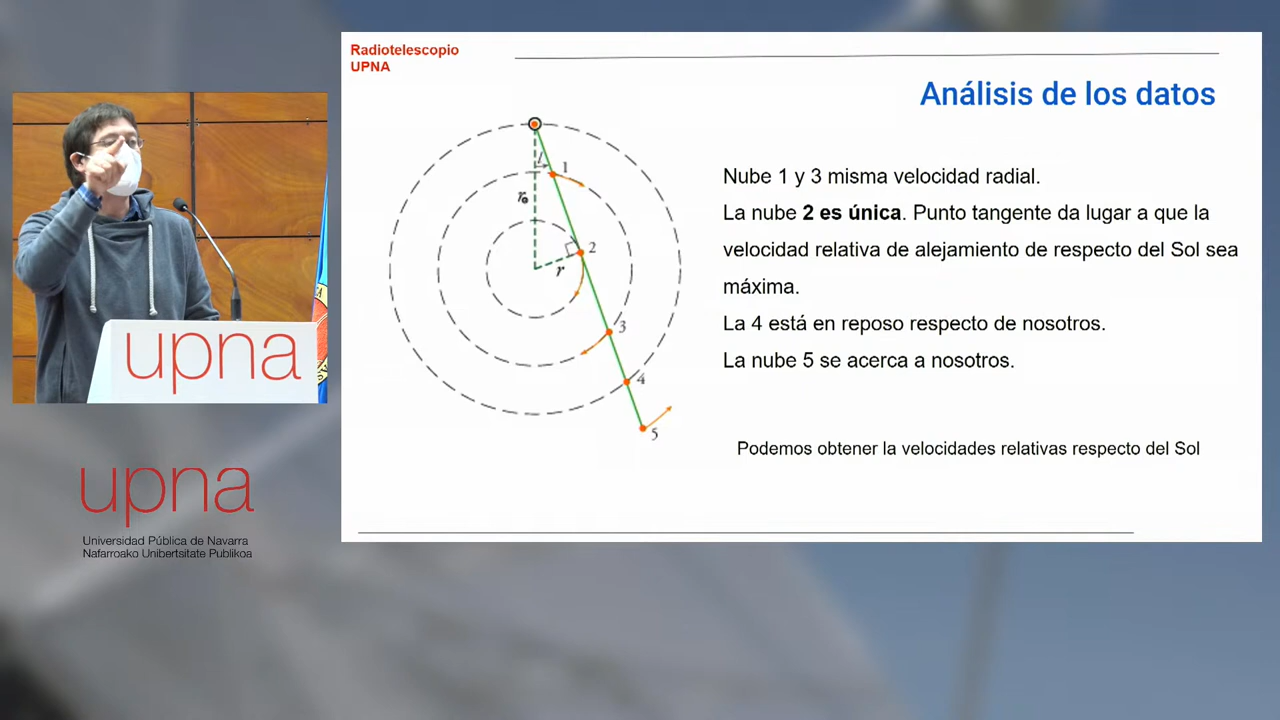 Radiotelescopio
UPNA
Análisis de los datos
l
1
r☉
2
r
3
4
5
Nube 1 y 3 misma velocidad radial.
La nube 2 es única. Punto tangente da lugar a que la
velocidad relativa de alejamiento de respecto del Sol sea
máxima.
La 4 está en reposo respecto de nosotros.
La nube 5 se acerca a nosotros.
Podemos obtener la velocidades relativas respecto del Sol
upna
upna
Universidad Pública de Navarra
Nafarroako Unibertsitate Publikoa